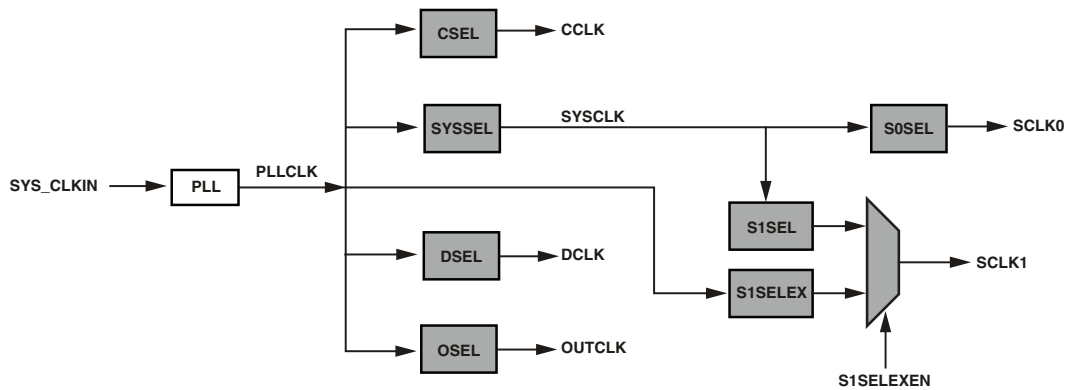 CSEL
CCLK
SYSSEL
SYSCLK
S0SEL
SCLK0
SYS_CLKIN
PLL
PLLCLK
S1SEL
DSEL
DCLK
SCLK1
S1SELEX
OSEL
OUTCLK
S1SELEXEN